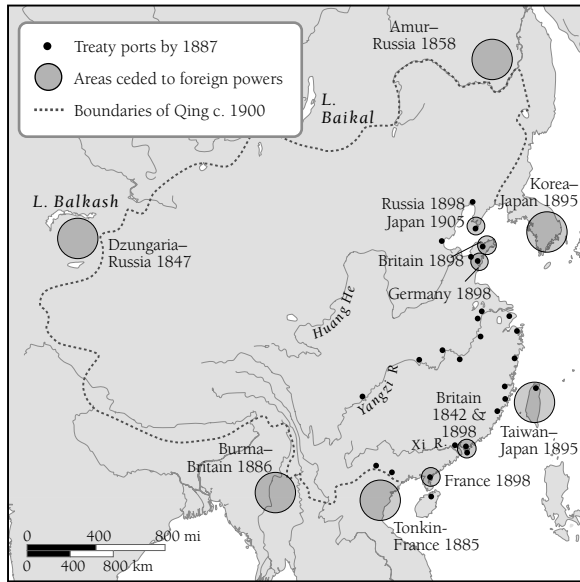 Treaty ports by 1887
Areas ceded to foreign powers
Boundaries of Qing c. 1900
Amur–
Russia 1858
L.
Baikal
L. Balkash
Dzungaria–
Russia 1847
Russia 1898
Japan 1905
Korea–
Japan 1895
Britain 1898
Germany 1898
Huang He
Yangzi R.
Britain
1842 &
1898
Xi R.
Taiwan–
Japan 1895
Burma–
Britain 1886
France 1898
Tonkin-
France 1885
0 400 800 mi
0 400 800 km